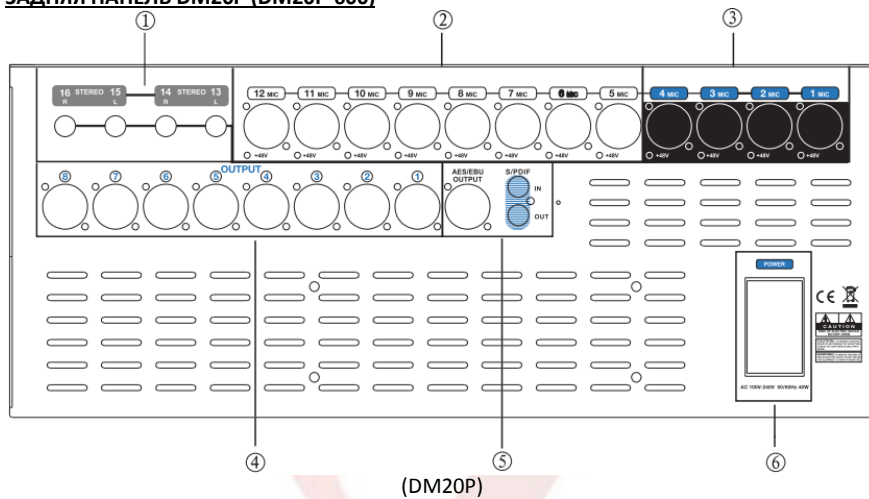 ЗАДНЯЯ ПАНЕЛЬ DM20P (DM20P 600)
① ② ③
16 STEREO 15 14 STEREO 13
R L R L
12 MIC 11 MIC 10 MIC 9 MIC 8 MIC 7 MIC 6 MIC 5 MIC 4 MIC 3 MIC 2 MIC 1 MIC
+48V +48V +48V +48V +48V +48V +48V +48V +48V +48V +48V +48V
OUTPUT
8 7 6 5 4 3 2 1
AES/EBU OUTPUT
S/PDIF
IN
OUT
POWER
CE
CAUTION
AC 100V-240V 50/60Hz 40W
④ ⑤ ⑥
(DM20P)